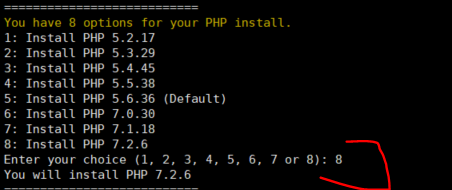 ===========================
You have 8 options for your PHP install.
1: Install PHP 5.2.17
2: Install PHP 5.3.29
3: Install PHP 5.4.45
4: Install PHP 5.5.38
5: Install PHP 5.6.36 (Default)
6: Install PHP 7.0.30
7: Install PHP 7.1.18
8: Install PHP 7.2.6
Enter your choice (1, 2, 3, 4, 5, 6, 7 or 8): 8
You will install PHP 7.2.6
===========================